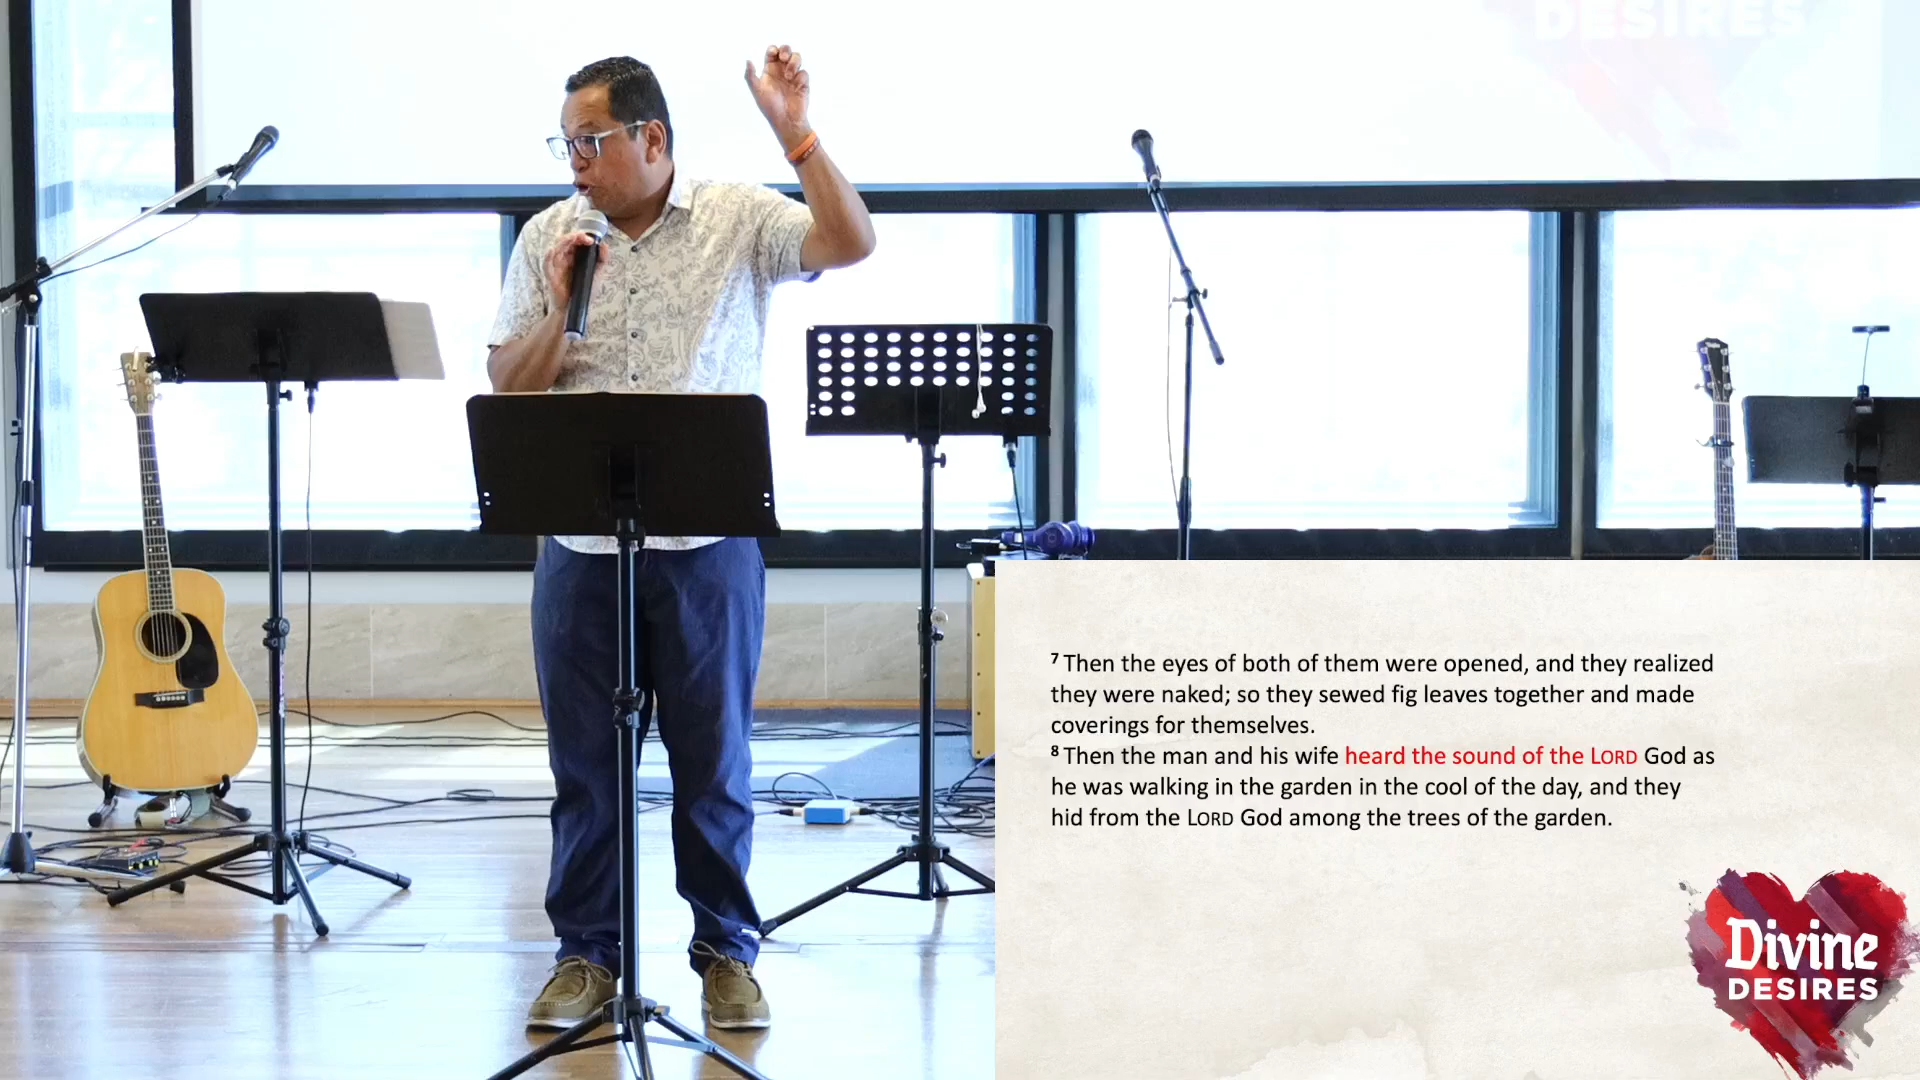 DESIRES
⁷ Then the eyes of both of them were opened, and they realized
they were naked; so they sewed fig leaves together and made
coverings for themselves.
⁸ Then the man and his wife heard the sound of the LORD God as
he was walking in the garden in the cool of the day, and they
hid from the LORD God among the trees of the garden.
Divine
DESIRES